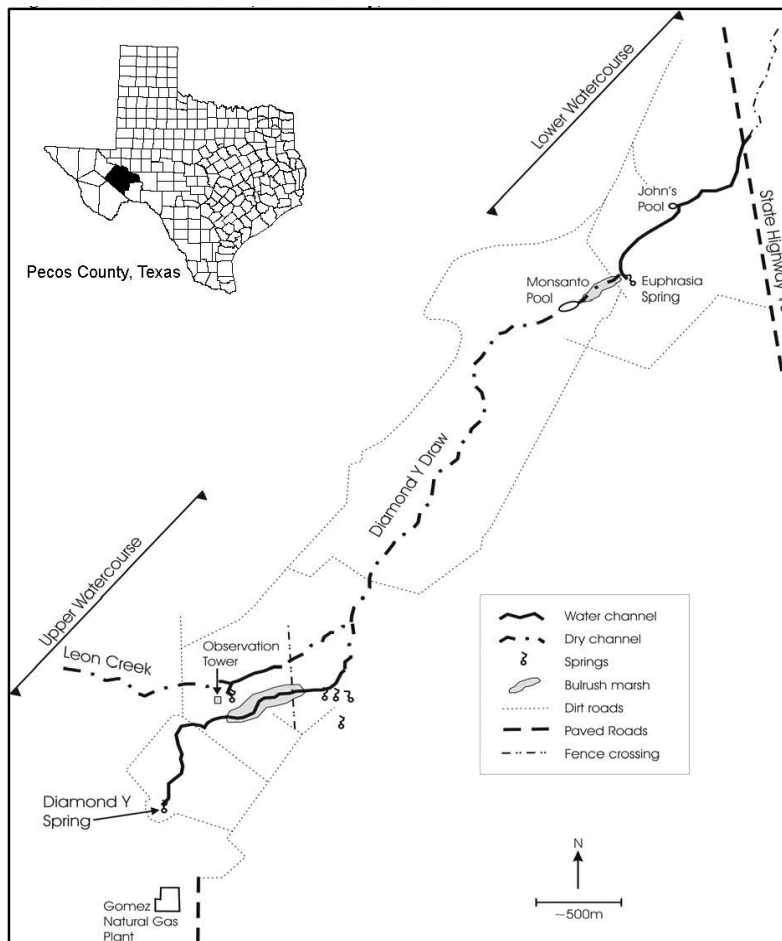 Pecos County, Texas
Lower Watercourse
John's
Pool
State Highway
Monsanto
Pool
Euphrasia
Spring
Diamond Y Draw
Upper Watercourse
Leon Creek
Observation
Tower
Diamond Y
Spring
Gomez
Natural Gas
Plant
Water channel
Dry channel
Springs
Bulrush marsh
Dirt roads
Paved Roads
Fence crossing
N
~500m